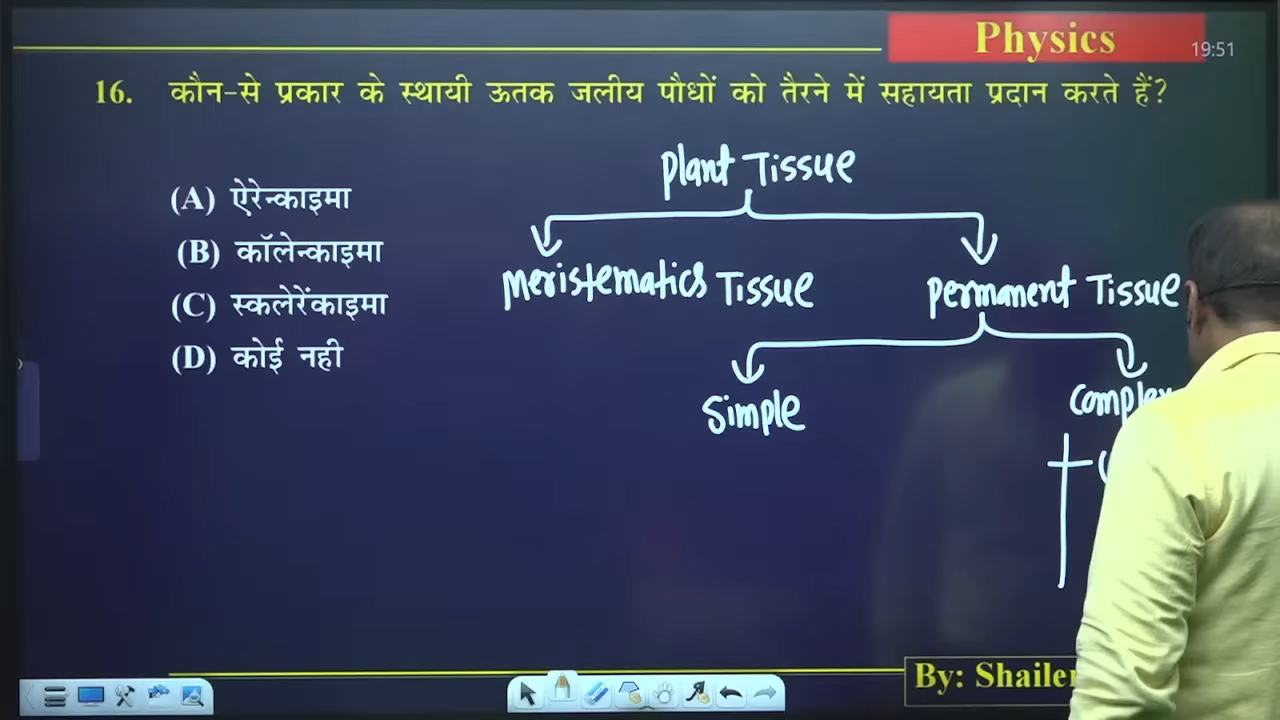 Physics
19:51
16. कौन-से प्रकार के स्थायी ऊतक जलीय पौधों को तैरने में सहायता प्रदान करते हैं?
Plant Tissue
(A) ऐरेन्काइमा
(B) कॉलेन्काइमा
(C) स्कलेरेंकाइमा
(D) कोई नही
Meristematics Tissue
Permanent Tissue
Simple
By: